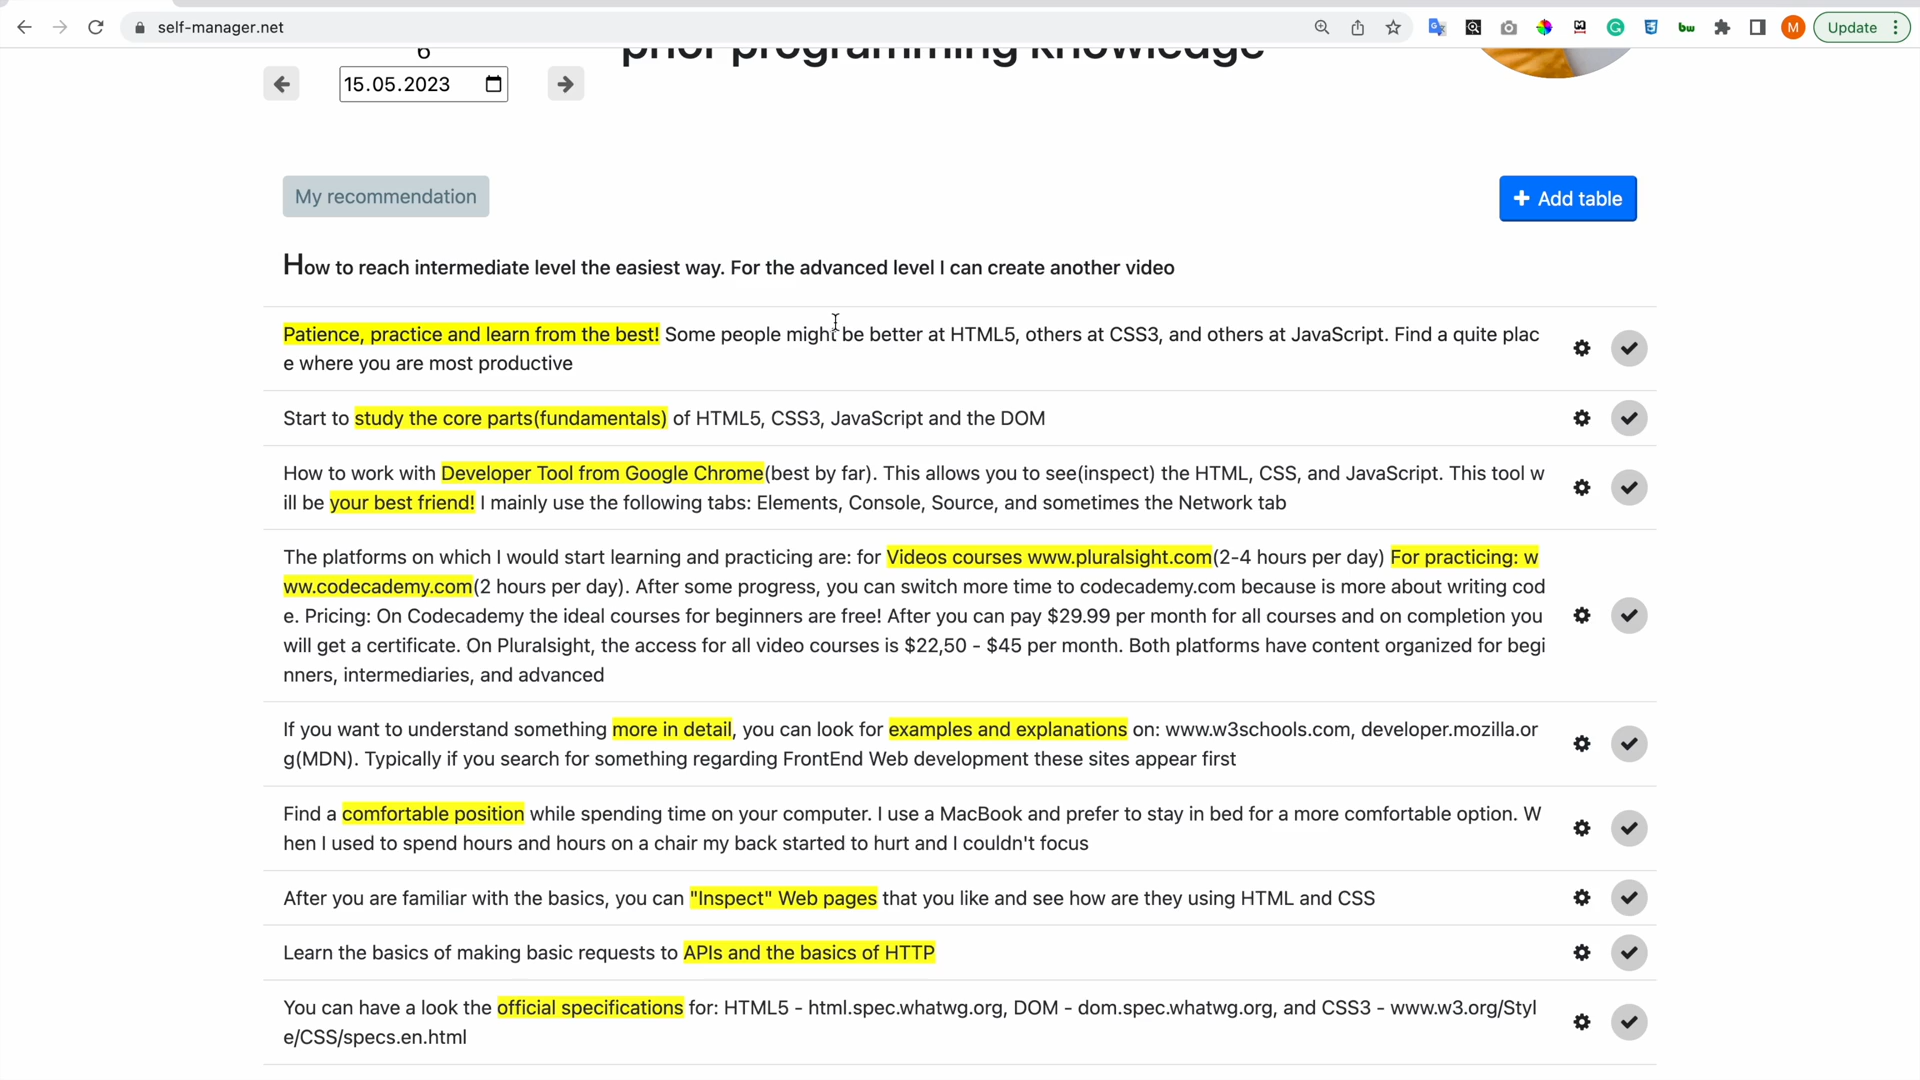 self-manager.net
M
Update
bw
6
prior programming knowledge
15.05.2023
My recommendation
+ Add table
How to reach intermediate level the easiest way. For the advanced level I can create another video
Patience, practice and learn from the best! Some people might be better at HTML5, others at CSS3, and others at JavaScript. Find a quite plac
e where you are most productive
Start to study the core parts(fundamentals) of HTML5, CSS3, JavaScript and the DOM
How to work with Developer Tool from Google Chrome(best by far). This allows you to see(inspect) the HTML, CSS, and JavaScript. This tool w
ill be your best friend! I mainly use the following tabs: Elements, Console, Source, and sometimes the Network tab
The platforms on which I would start learning and practicing are: for Videos courses www.pluralsight.com(2-4 hours per day) For practicing: w
ww.codecademy.com(2 hours per day). After some progress, you can switch more time to codecademy.com because is more about writing cod
e. Pricing: On Codecademy the ideal courses for beginners are free! After you can pay $29.99 per month for all courses and on completion you
will get a certificate. On Pluralsight, the access for all video courses is $22,50 - $45 per month. Both platforms have content organized for begi
nners, intermediaries, and advanced
If you want to understand something more in detail, you can look for examples and explanations on: www.w3schools.com, developer.mozilla.or
g(MDN). Typically if you search for something regarding FrontEnd Web development these sites appear first
Find a comfortable position while spending time on your computer. I use a MacBook and prefer to stay in bed for a more comfortable option. W
hen I used to spend hours and hours on a chair my back started to hurt and I couldn't focus
After you are familiar with the basics, you can "Inspect" Web pages that you like and see how are they using HTML and CSS
Learn the basics of making basic requests to APIs and the basics of HTTP
You can have a look the official specifications for: HTML5 - html.spec.whatwg.org, DOM - dom.spec.whatwg.org, and CSS3 - www.w3.org/Styl
e/CSS/specs.en.html